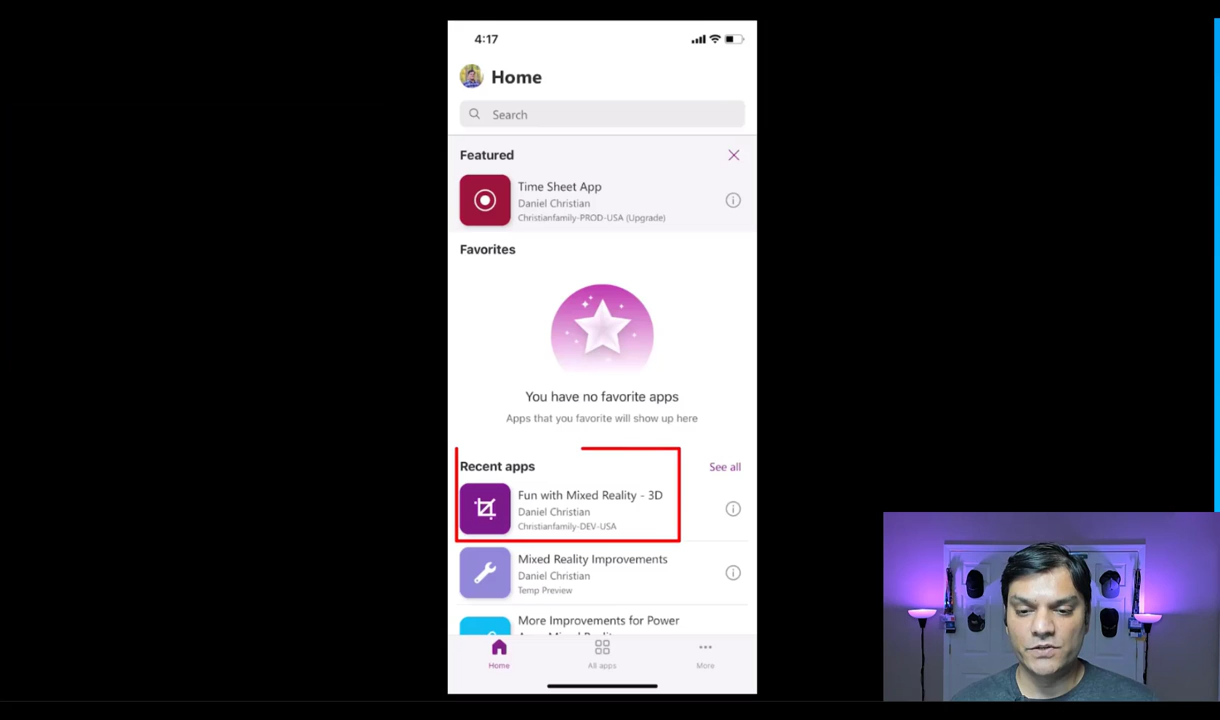 4:17
Home
Search
Featured
Time Sheet App
Daniel Christian
Christianfamily-PROD-USA (Upgrade)
Favorites
You have no favorite apps
Apps that you favorite will show up here
Recent apps
See all
Fun with Mixed Reality - 3D
Daniel Christian
Christianfamily-DEV-USA
Mixed Reality Improvements
Daniel Christian
Temp Preview
More Improvements for Power
Home
All apps
More